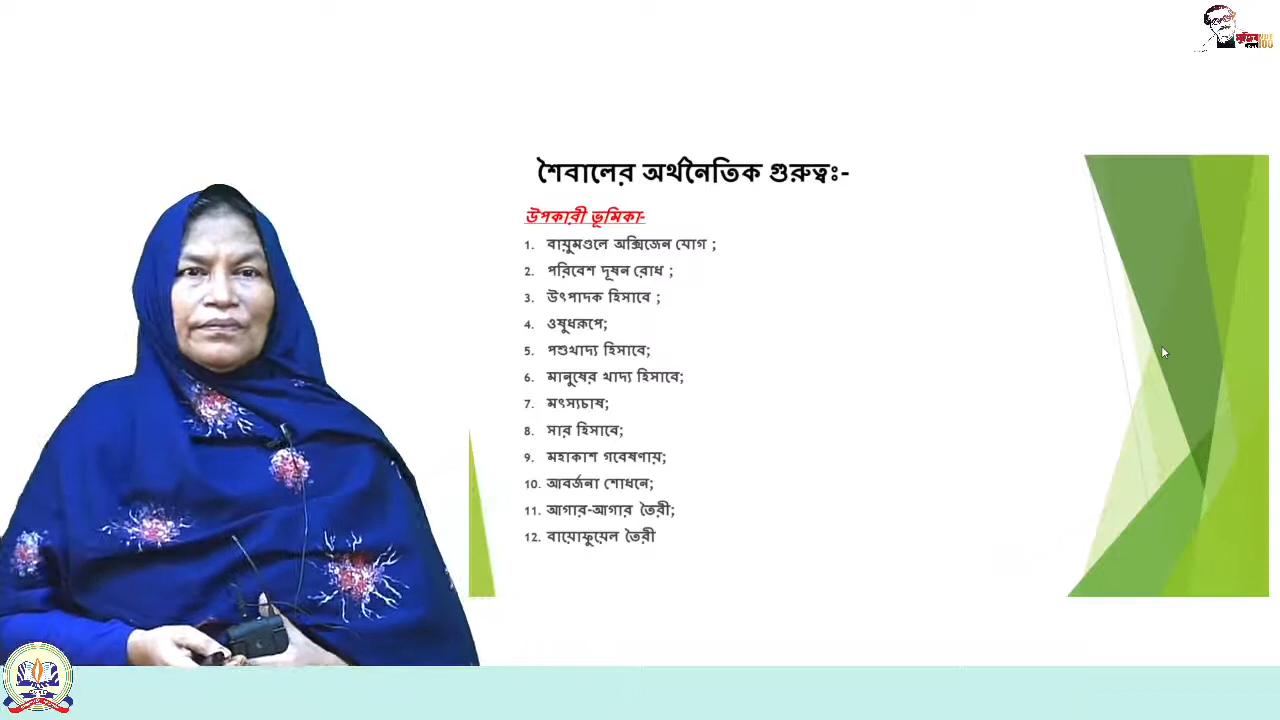 শৈবালের অর্থনৈতিক গুরুত্বঃ-
উপকারী ভূমিকা-
1. বায়ুমণ্ডলে অক্সিজেন যোগ ;
2. পরিবেশ দূষন রোধ ;
3. উৎপাদক হিসাবে ;
4. ওষুধরূপে;
5. পশুখাদ্য হিসাবে;
6. মানুষের খাদ্য হিসাবে;
7. মৎস্যচাষ;
8. সার হিসাবে;
9. মহাকাশ গবেষণায়;
10. আবর্জনা শোধনে;
11. আগার-আগার তৈরী;
12. বায়োফুয়েল তৈরী